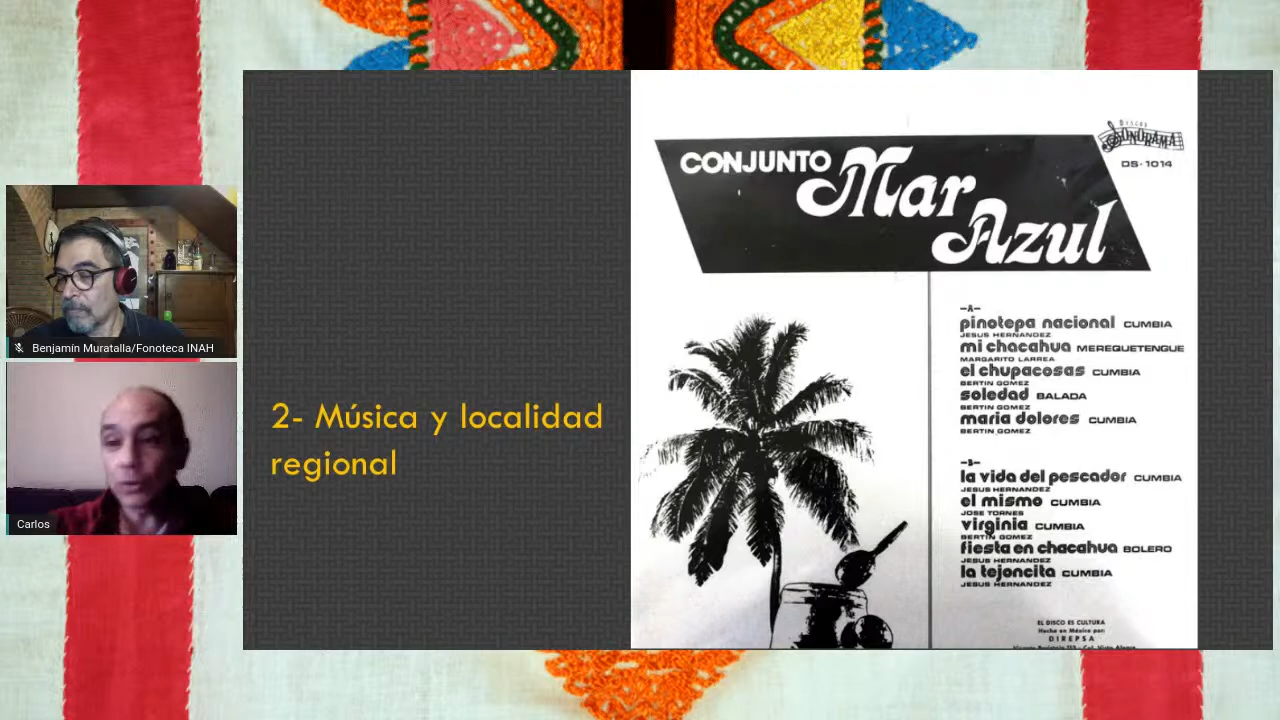 Benjamín Muratalla/Fonoteca INAH
Carlos
2- Música y localidad
regional
CONJUNTO Mar
Azul
DISCOS
SONORAMA
DS-1014
-A-
pinotepa nacional CUMBIA
JESUS HERNANDEZ
mi chacahua MEREQUETENGUE
MARGARITO LARREA
el chupacosas CUMBIA
BERTIN GOMEZ
soledad BALADA
BERTIN GOMEZ
maria dolores CUMBIA
BERTIN GOMEZ
-B-
la vida del pescador CUMBIA
JESUS HERNANDEZ
el mismo CUMBIA
JOSE TORNES
virginia CUMBIA
BERTIN GOMEZ
fiesta en chacahua BOLERO
JESUS HERNANDEZ
la tejoncita CUMBIA
JESUS HERNANDEZ
EL DISCO ES CULTURA
Hecho en México por:
DIREPSA